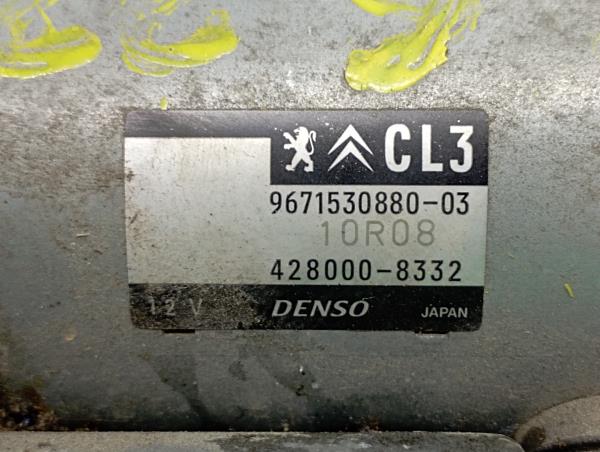 CL3
9671530880-03
10R08
428000-8332
12V DENSO JAPAN